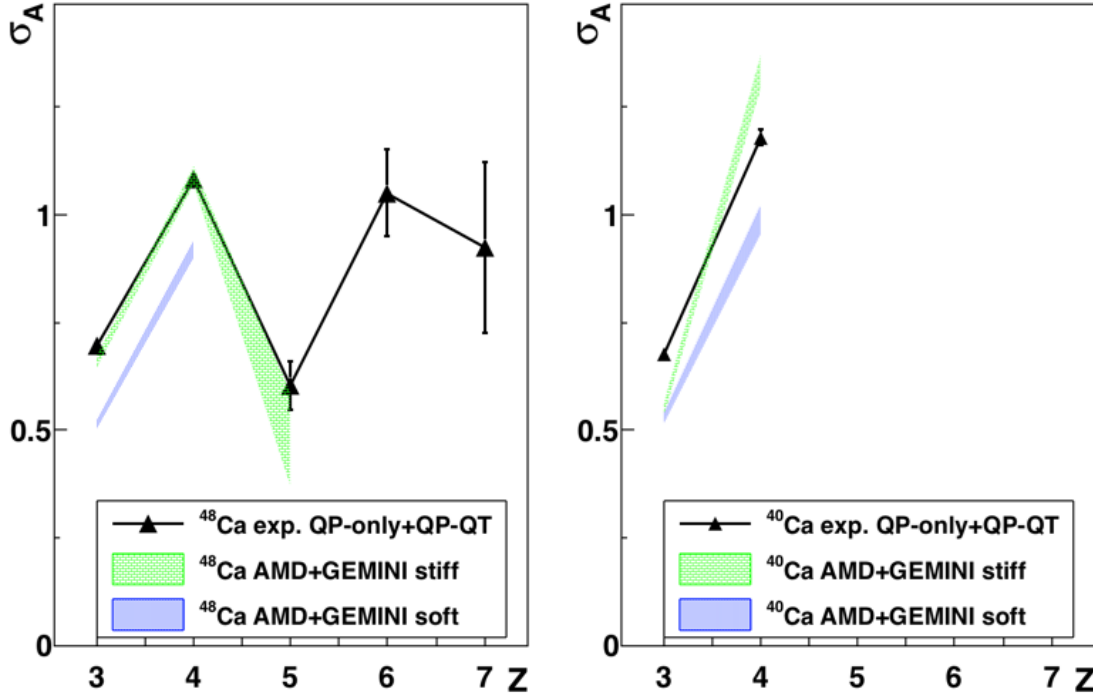 σA
1
0.5
0
3 4 5 6 7 Z
⁴⁸Ca exp. QP-only+QP-QT
⁴⁸Ca AMD+GEMINI stiff
⁴⁸Ca AMD+GEMINI soft
σA
1
0.5
0
3 4 5 6 7 Z
⁴⁰Ca exp. QP-only+QP-QT
⁴⁰Ca AMD+GEMINI stiff
⁴⁰Ca AMD+GEMINI soft